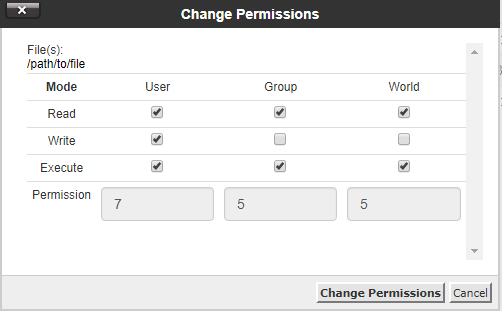 Change Permissions
File(s):
/path/to/file
Mode User Group World
Read
Write
Execute
Permission 7 5 5
Change Permissions Cancel